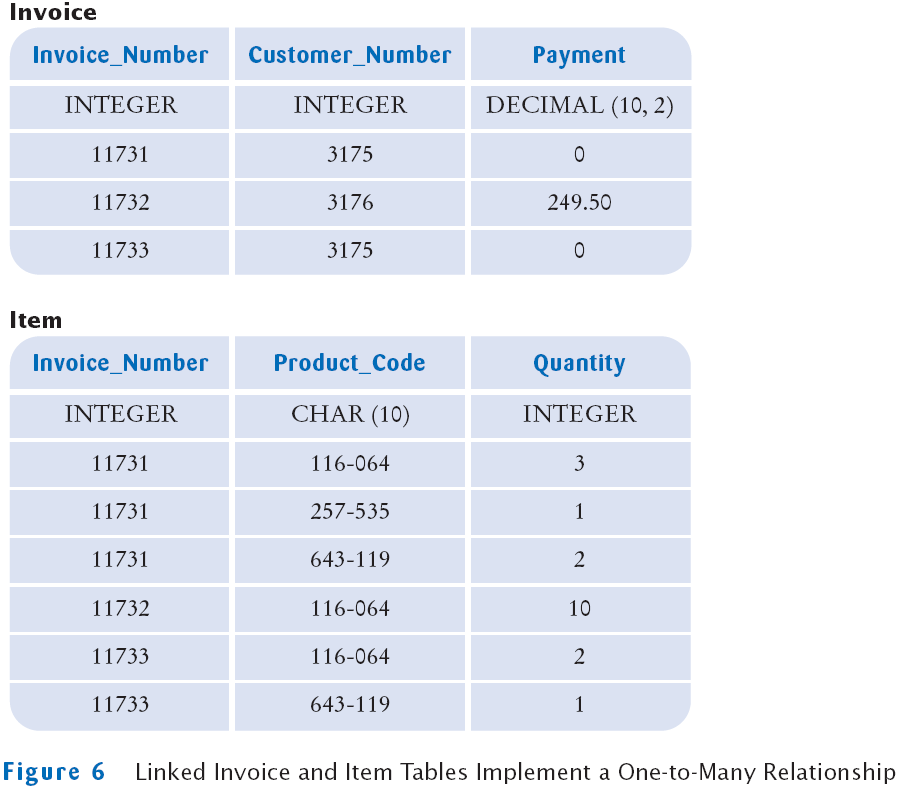 Invoice
Invoice_Number Customer_Number Payment
INTEGER INTEGER DECIMAL (10, 2)
11731 3175 0
11732 3176 249.50
11733 3175 0
Item
Invoice_Number Product_Code Quantity
INTEGER CHAR (10) INTEGER
11731 116-064 3
11731 257-535 1
11731 643-119 2
11732 116-064 10
11733 116-064 2
11733 643-119 1
Figure 6 Linked Invoice and Item Tables Implement a One-to-Many Relationship